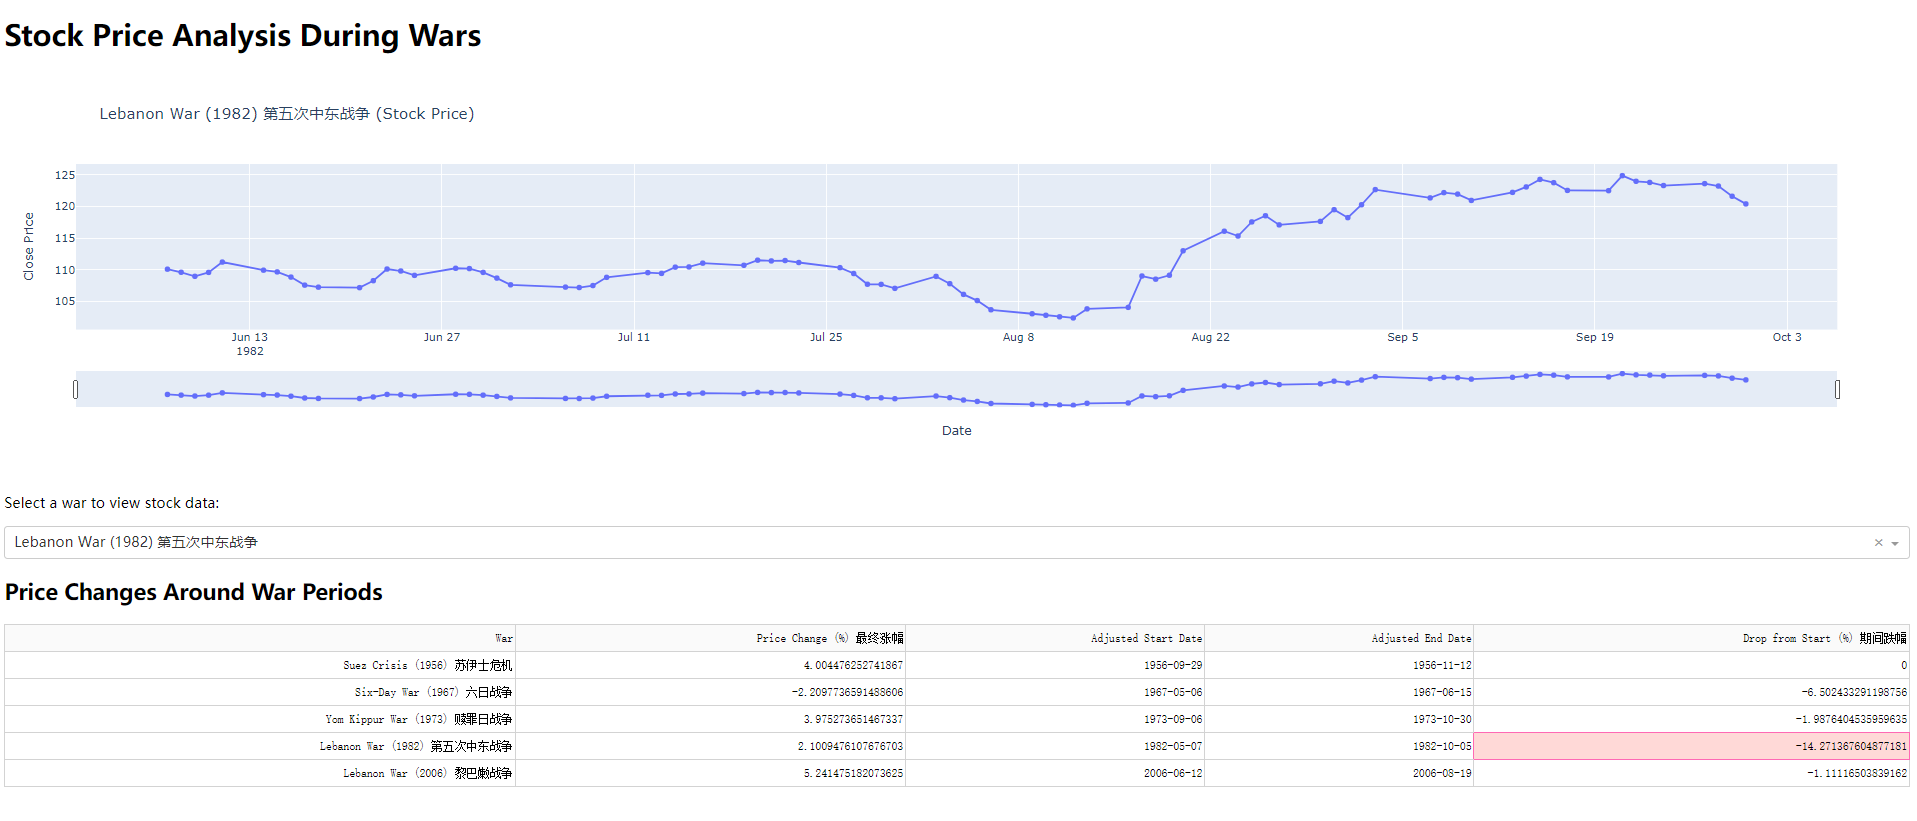 Stock Price Analysis During Wars
Lebanon War (1982) 第五次中东战争 (Stock Price)
Close Price
125
120
115
110
105
Jun 13 Jun 27 Jul 11 Jul 25 Aug 8 Aug 22 Sep 5 Sep 19 Oct 3
1982
Date
Select a war to view stock data:
Lebanon War (1982) 第五次中东战争 ×
Price Changes Around War Periods
War Price Change (%) 最终涨幅 Adjusted Start Date Adjusted End Date Drop from Start (%) 期间跌幅
Suez Crisis (1956) 苏伊士危机 4.004476252741867 1956-09-29 1956-11-12 0
Six-Day War (1967) 六日战争 -2.2097736591488606 1967-05-06 1967-06-15 -6.502433291198756
Yom Kippur War (1973) 赎罪日战争 3.975273651467337 1973-09-06 1973-10-30 -1.9876404535959635
Lebanon War (1982) 第五次中东战争 2.1009476107676703 1982-05-07 1982-10-05 -14.271367604877181
Lebanon War (2006) 黎巴嫩战争 5.241475182073625 2006-06-12 2006-08-19 -1.11116503839162